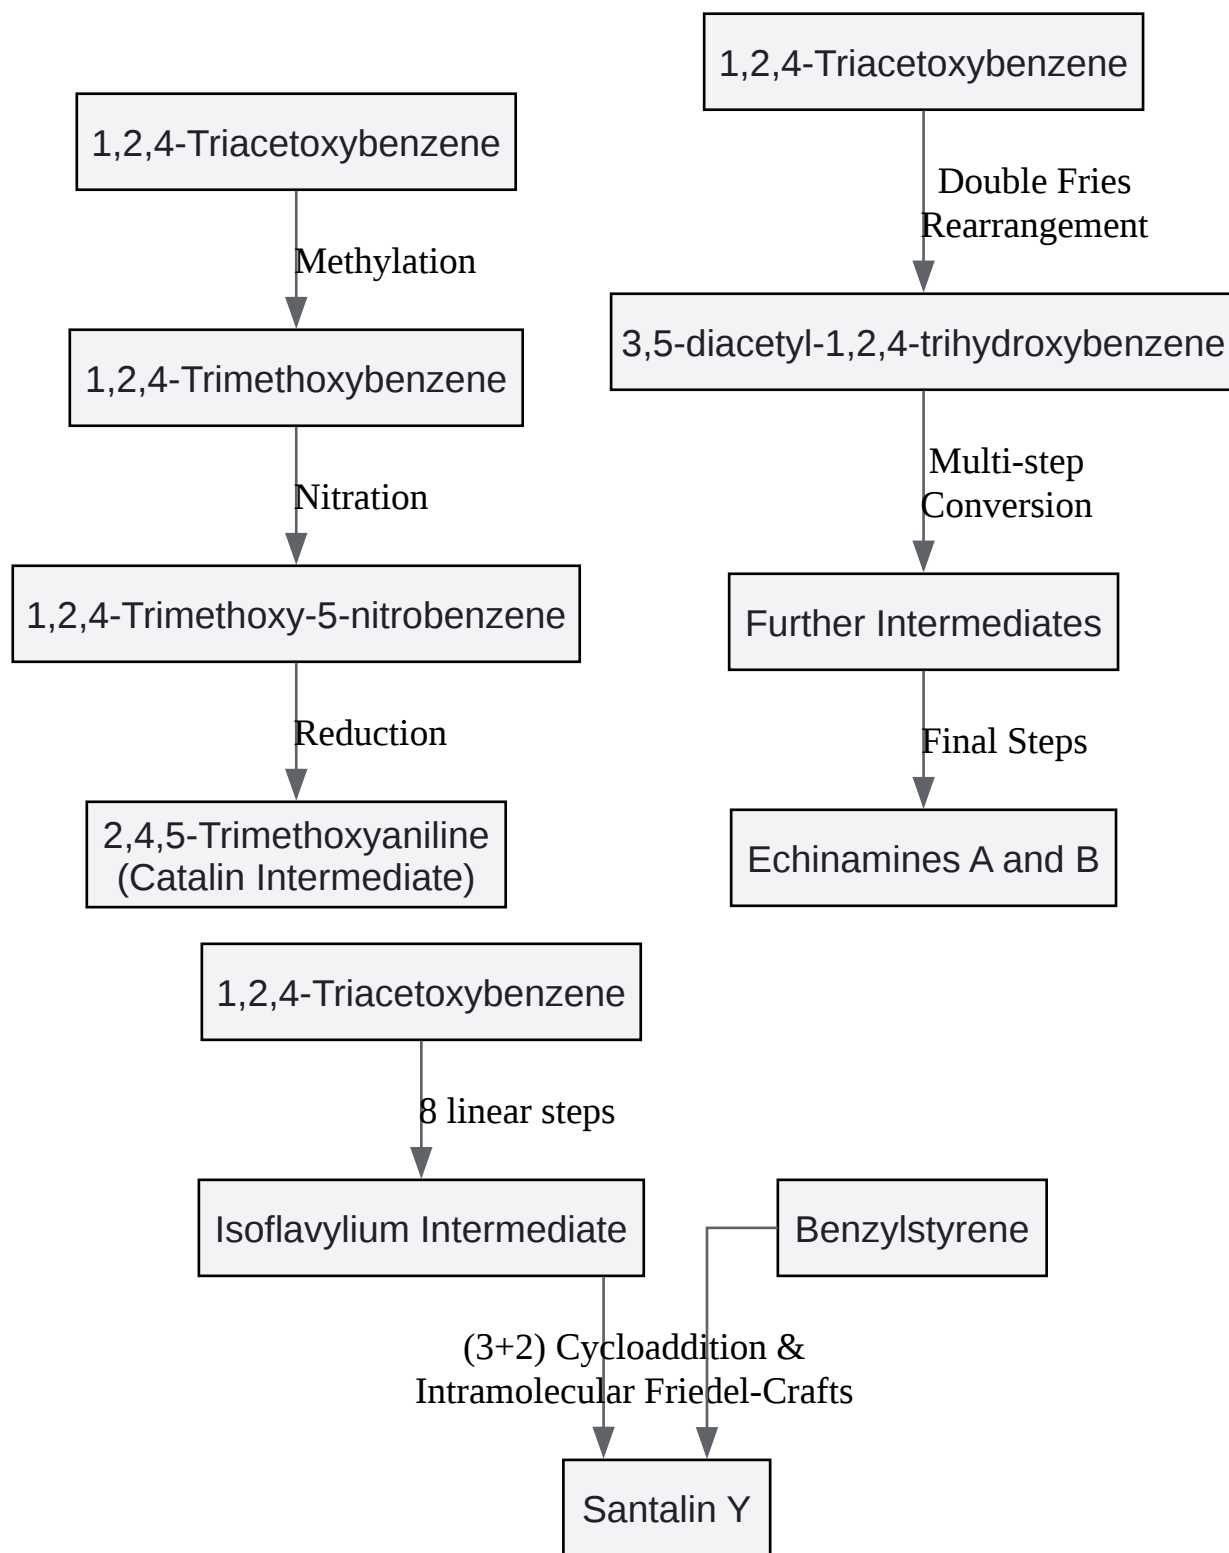 1,2,4-Triacetoxybenzene
Methylation
1,2,4-Trimethoxybenzene
Nitration
1,2,4-Trimethoxy-5-nitrobenzene
Reduction
2,4,5-Trimethoxyaniline
(Catalin Intermediate)
1,2,4-Triacetoxybenzene
Double Fries
Rearrangement
3,5-diacetyl-1,2,4-trihydroxybenzene
Multi-step
Conversion
Further Intermediates
Final Steps
Echinamines A and B
1,2,4-Triacetoxybenzene
8 linear steps
Isoflavylium Intermediate
Benzylstyrene
(3+2) Cycloaddition &
Intramolecular Friedel-Crafts
Santalin Y